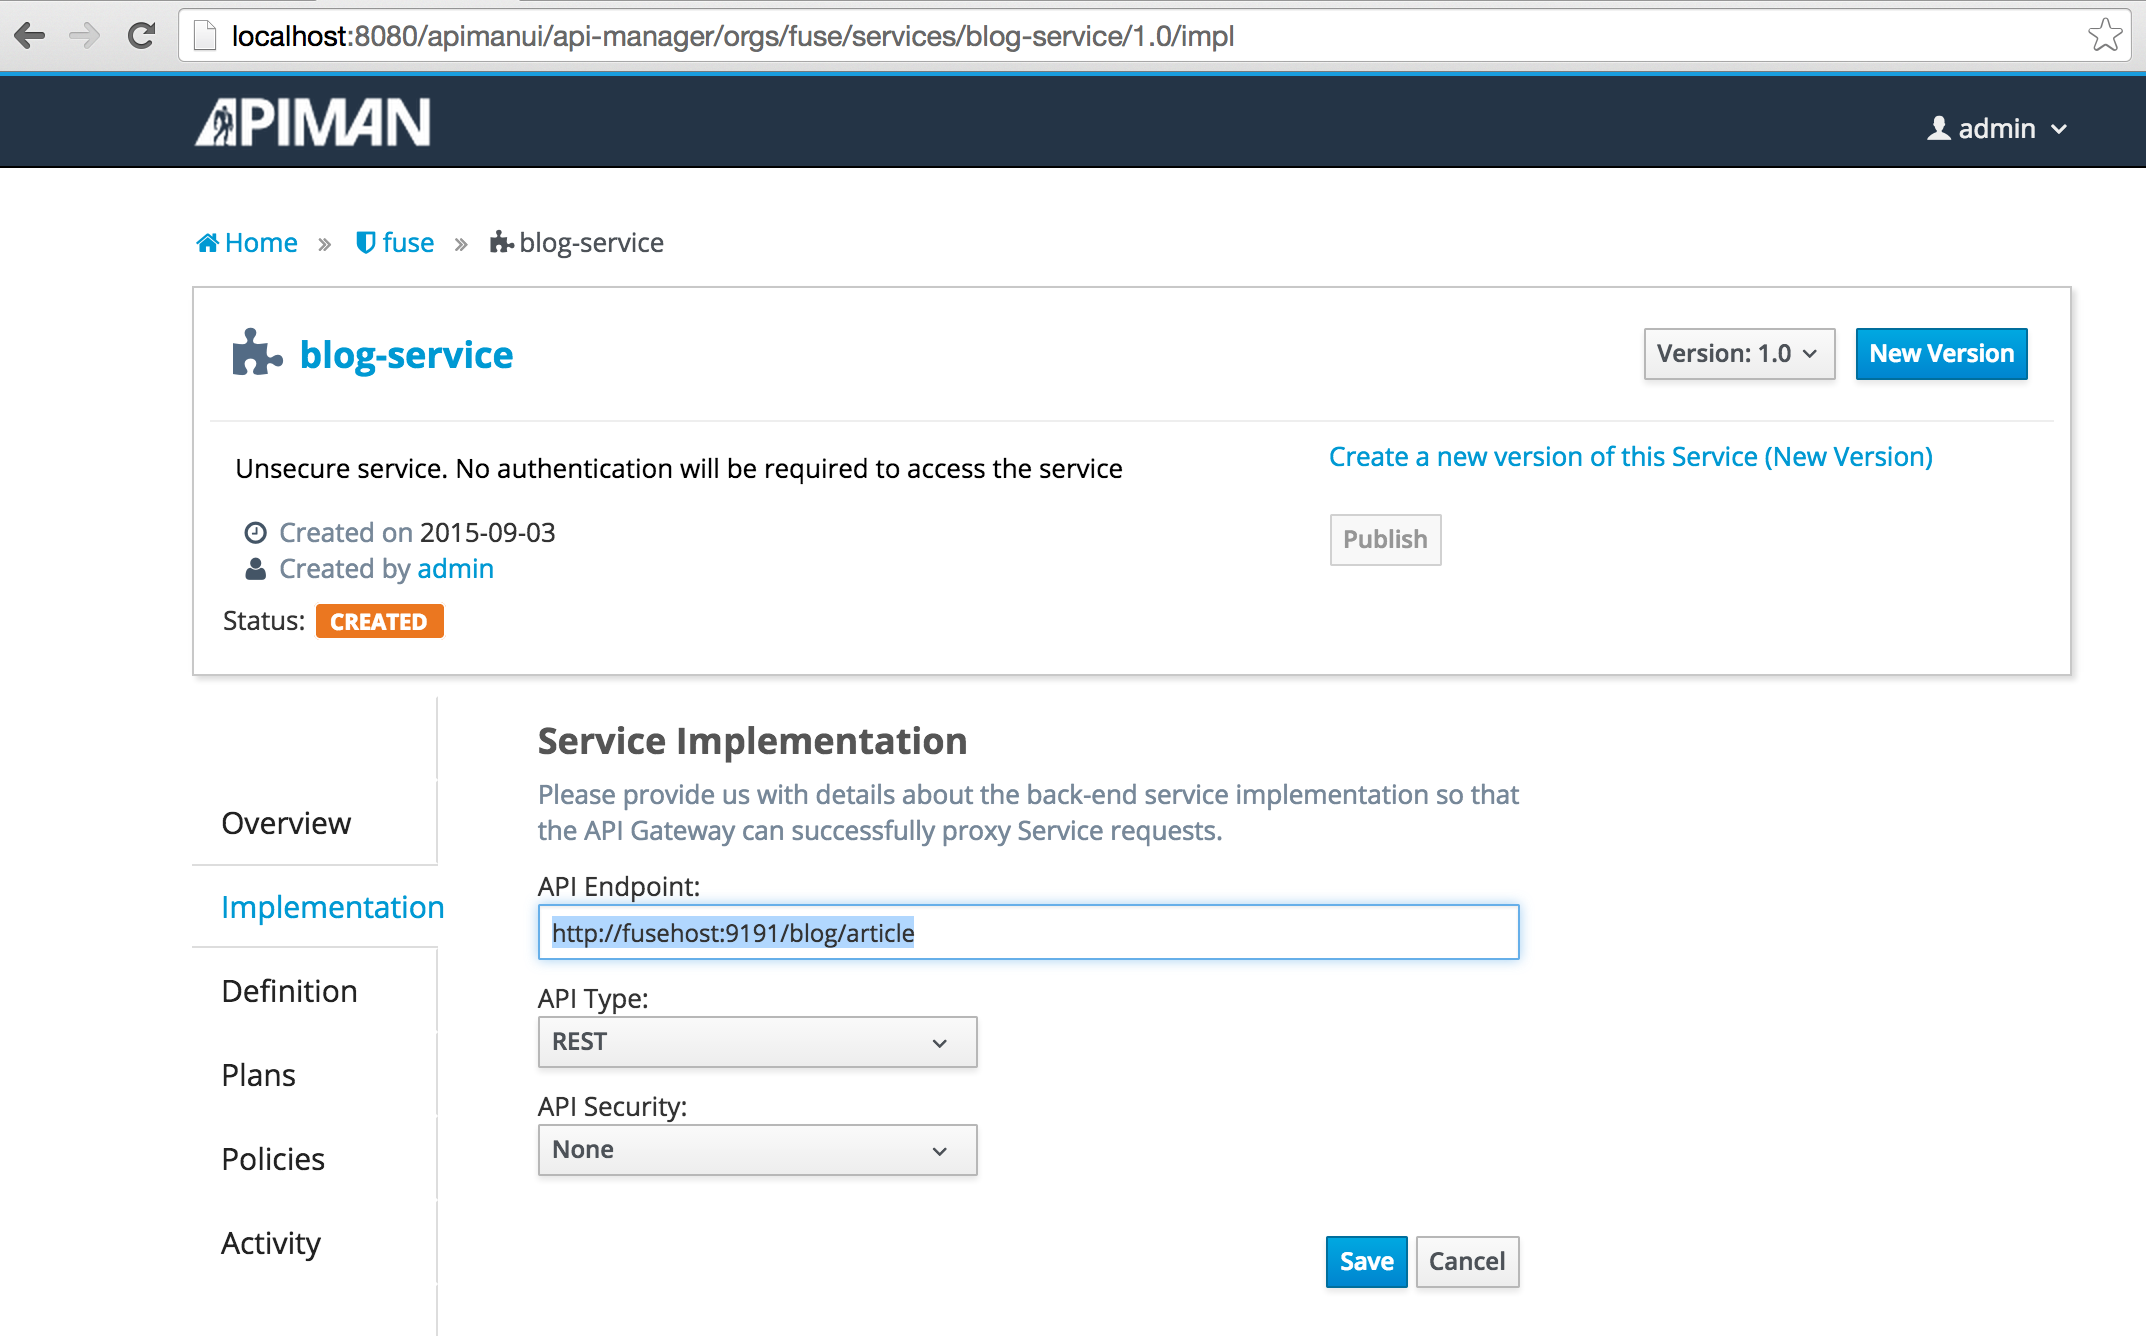 localhost:8080/apimanui/api-manager/orgs/fuse/services/blog-service/1.0/impl
APIMAN
admin
Home » fuse » blog-service
blog-service
Version: 1.0
New Version
Unsecure service. No authentication will be required to access the service
Create a new version of this Service (New Version)
Created on 2015-09-03
Publish
Created by admin
Status: CREATED
Service Implementation
Please provide us with details about the back-end service implementation so that
the API Gateway can successfully proxy Service requests.
Overview
Implementation
Definition
Plans
Policies
Activity
API Endpoint:
http://fusehost:9191/blog/article
API Type:
REST
API Security:
None
Save
Cancel